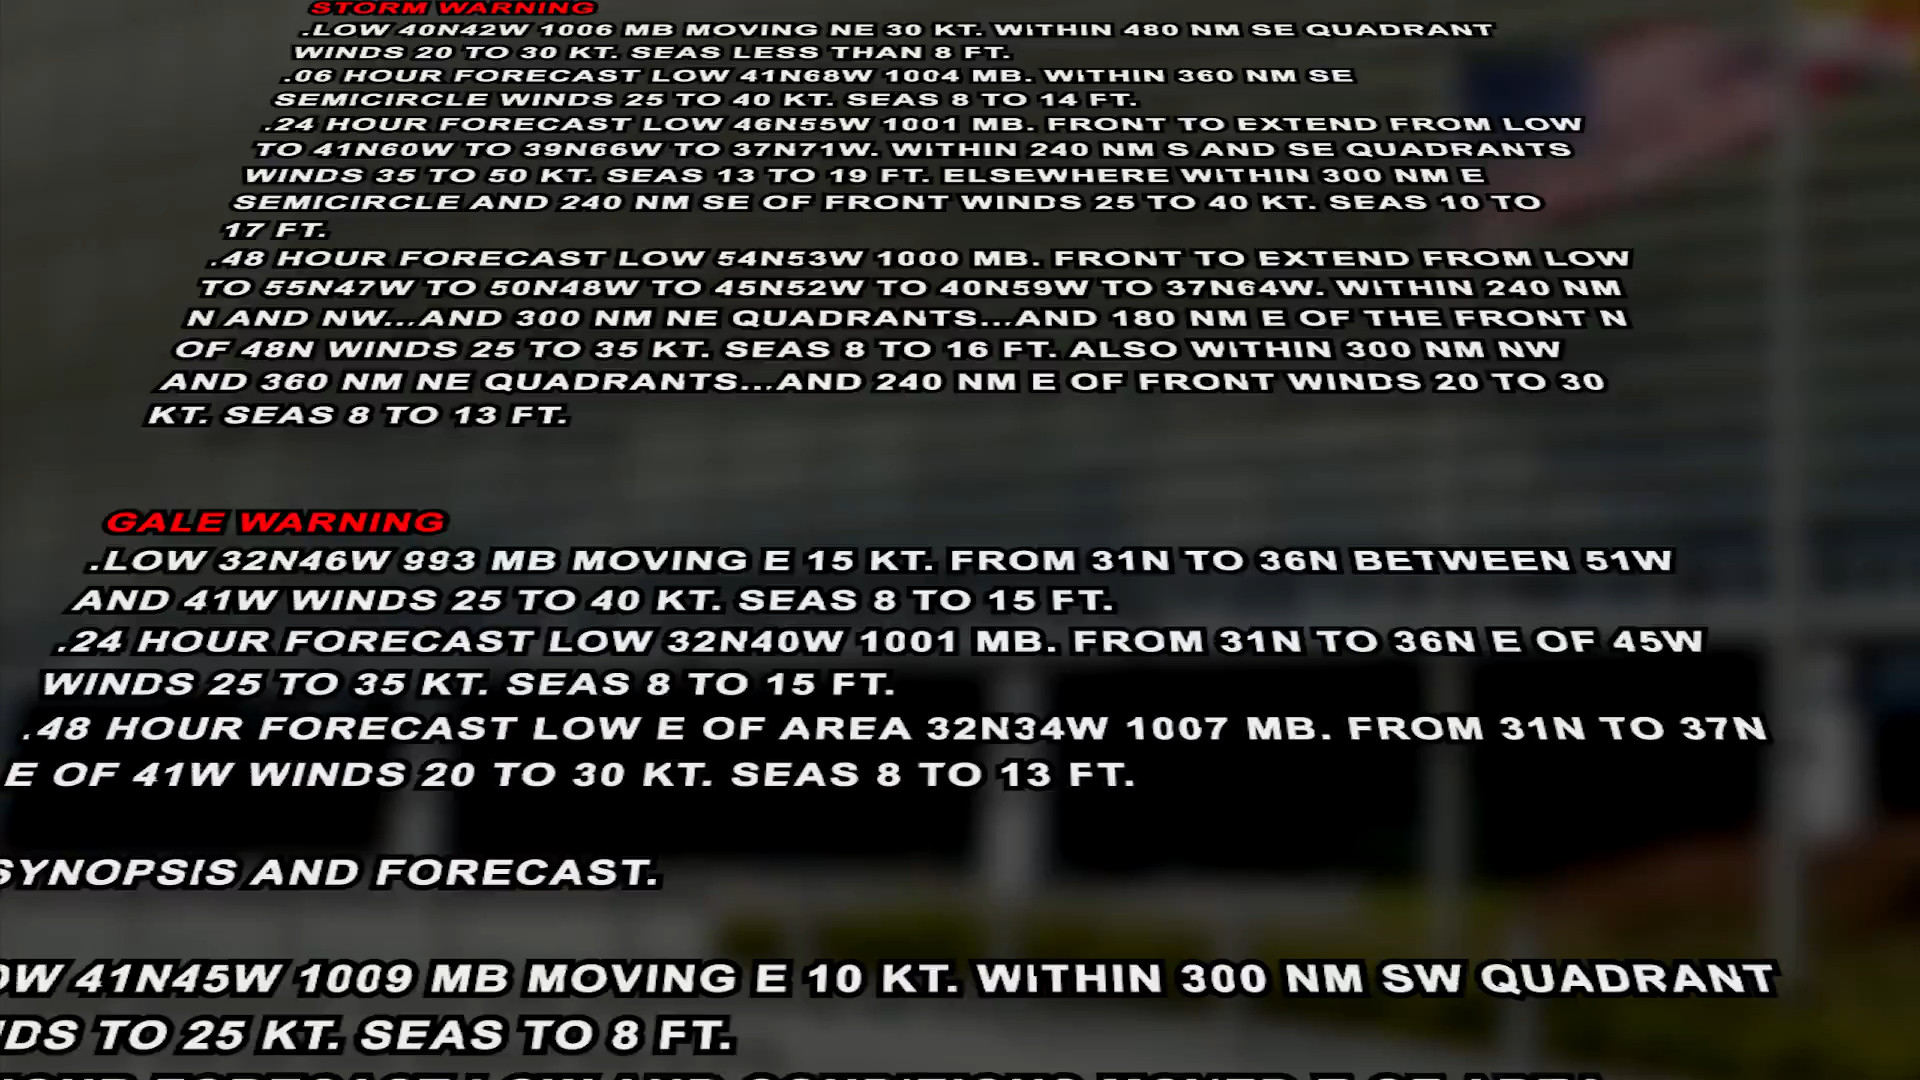 STORM WARNING
.LOW 40N42W 1006 MB MOVING NE 30 KT. WITHIN 480 NM SE QUADRANT
WINDS 20 TO 30 KT. SEAS LESS THAN 8 FT.
.06 HOUR FORECAST LOW 41N68W 1004 MB. WITHIN 360 NM SE
SEMICIRCLE WINDS 25 TO 40 KT. SEAS 8 TO 14 FT.
.24 HOUR FORECAST LOW 46N55W 1001 MB. FRONT TO EXTEND FROM LOW
TO 41N60W TO 39N66W TO 37N71W. WITHIN 240 NM S AND SE QUADRANTS
WINDS 35 TO 50 KT. SEAS 13 TO 19 FT. ELSEWHERE WITHIN 300 NM E
SEMICIRCLE AND 240 NM SE OF FRONT WINDS 25 TO 40 KT. SEAS 10 TO
17 FT.
.48 HOUR FORECAST LOW 54N53W 1000 MB. FRONT TO EXTEND FROM LOW
TO 55N47W TO 50N48W TO 45N52W TO 40N59W TO 37N64W. WITHIN 240 NM
N AND NW...AND 300 NM NE QUADRANTS...AND 180 NM E OF THE FRONT N
OF 48N WINDS 25 TO 35 KT. SEAS 8 TO 16 FT. ALSO WITHIN 300 NM NW
AND 360 NM NE QUADRANTS...AND 240 NM E OF FRONT WINDS 20 TO 30
KT. SEAS 8 TO 13 FT.
GALE WARNING
.LOW 32N46W 993 MB MOVING E 15 KT. FROM 31N TO 36N BETWEEN 51W
AND 41W WINDS 25 TO 40 KT. SEAS 8 TO 15 FT.
.24 HOUR FORECAST LOW 32N40W 1001 MB. FROM 31N TO 36N E OF 45W
WINDS 25 TO 35 KT. SEAS 8 TO 15 FT.
.48 HOUR FORECAST LOW E OF AREA 32N34W 1007 MB. FROM 31N TO 37N
E OF 41W WINDS 20 TO 30 KT. SEAS 8 TO 13 FT.
SYNOPSIS AND FORECAST.
OW 41N45W 1009 MB MOVING E 10 KT. WITHIN 300 NM SW QUADRANT
NDS TO 25 KT. SEAS TO 8 FT.